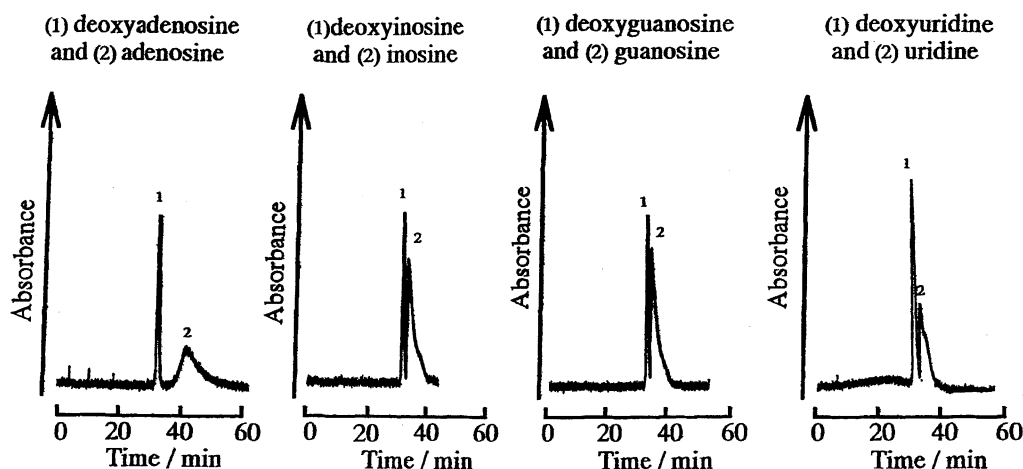 (1) deoxyadenosine
and (2) adenosine
Absorbance
1
2
0 20 40 60
Time / min
(1)deoxyinosine
and (2) inosine
Absorbance
1
2
0 20 40 60
Time / min
(1) deoxyguanosine
and (2) guanosine
Absorbance
1
2
0 20 40 60
Time / min
(1) deoxyuridine
and (2) uridine
Absorbance
1
2
0 20 40 60
Time / min